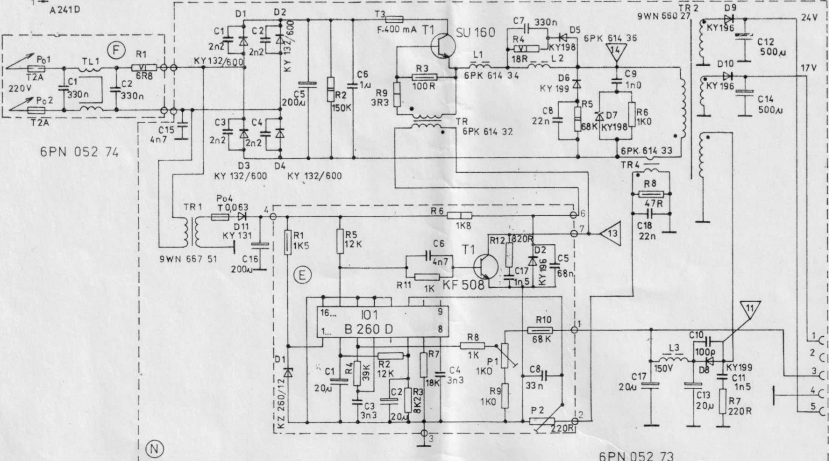 A241D
F
Po1
T2A
220V
Po2
T2A
C1
330n
TL1
C2
330n
R1
6R8
6PN 052 74
C15
4n7
D1
C1
2n2
D2
C2
2n2
KY 132/600
KY 132/600
C3
2n2
C4
2n2
D3
KY 132/600
D4
KY 132/600
C5
200µ
R2
150K
C6
1µ
T3
F400 mA
T1
SU 160
R9
3R3
R3
100R
TR
6PK 614 32
L1
6PK 614 34
C7
330n
R4
18R
D5
KY198
L2
6PK 614 36
14
D6
KY 199
C8
22n
R5
68K
D7
KY198
C9
1n0
R6
1K0
6PK 614 33
TR4
R8
47R
C18
22n
TR2
9WN 660 27
D9
KY196
24V
C12
500µ
17V
D10
KY 196
C14
500µ
TR1
9WN 667 51
Po4
T0,063
D11
KY 131
C16
200µ
4
E
R1
1K5
R5
12K
R6
1K8
6
7
13
C6
4n7
R11
1K
T1
KF 508
R12
820R
C17
1n5
D2
KY196
C5
68n
16...
9
IO1
B 260 D
1...
8
D1
KZ 260/12
C1
20µ
R4
39K
R2
12K
C3
3n3
C2
20µ
R3
8K2
R7
18K
C4
3n3
R8
1K
P1
1K0
R9
1K0
R10
68K
1
C8
33n
P2
220R
12
3
11
C17
20µ
L3
150V
C10
100p
D8
KY199
C13
20µ
C11
1n5
R7
220R
1
2
3
4
5
N
6PN 052 73